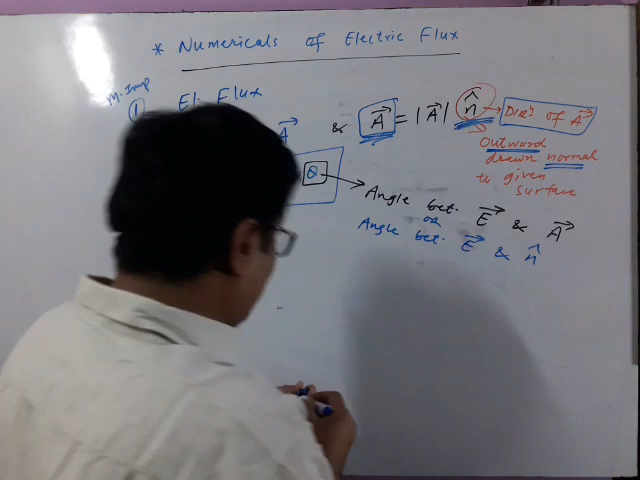 * Numericals of Electric Flux
M. Imp
① El. Flux
A⃗ & A⃗ = |A⃗| n̂ → Dirⁿ of A⃗
Outward
drawn normal
to given
surface
θ → Angle bet. E⃗ & A⃗
OR
Angle bet. E⃗ & n̂